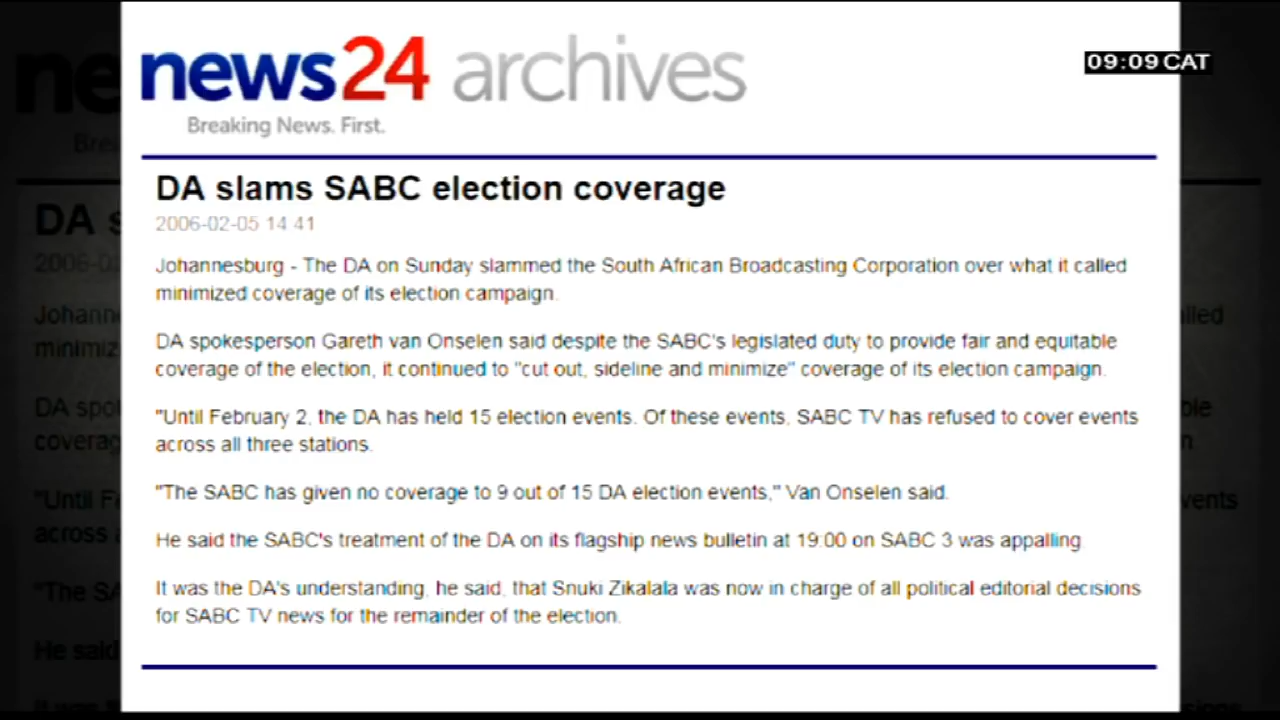 news24 archives
09:09 CAT
Breaking News. First.
DA slams SABC election coverage
2006-02-05 14:41
Johannesburg - The DA on Sunday slammed the South African Broadcasting Corporation over what it called
minimized coverage of its election campaign.
DA spokesperson Gareth van Onselen said despite the SABC's legislated duty to provide fair and equitable
coverage of the election, it continued to "cut out, sideline and minimize" coverage of its election campaign.
"Until February 2, the DA has held 15 election events. Of these events, SABC TV has refused to cover events
across all three stations.
"The SABC has given no coverage to 9 out of 15 DA election events," Van Onselen said.
He said the SABC's treatment of the DA on its flagship news bulletin at 19:00 on SABC 3 was appalling.
It was the DA's understanding, he said, that Snuki Zikalala was now in charge of all political editorial decisions
for SABC TV news for the remainder of the election.